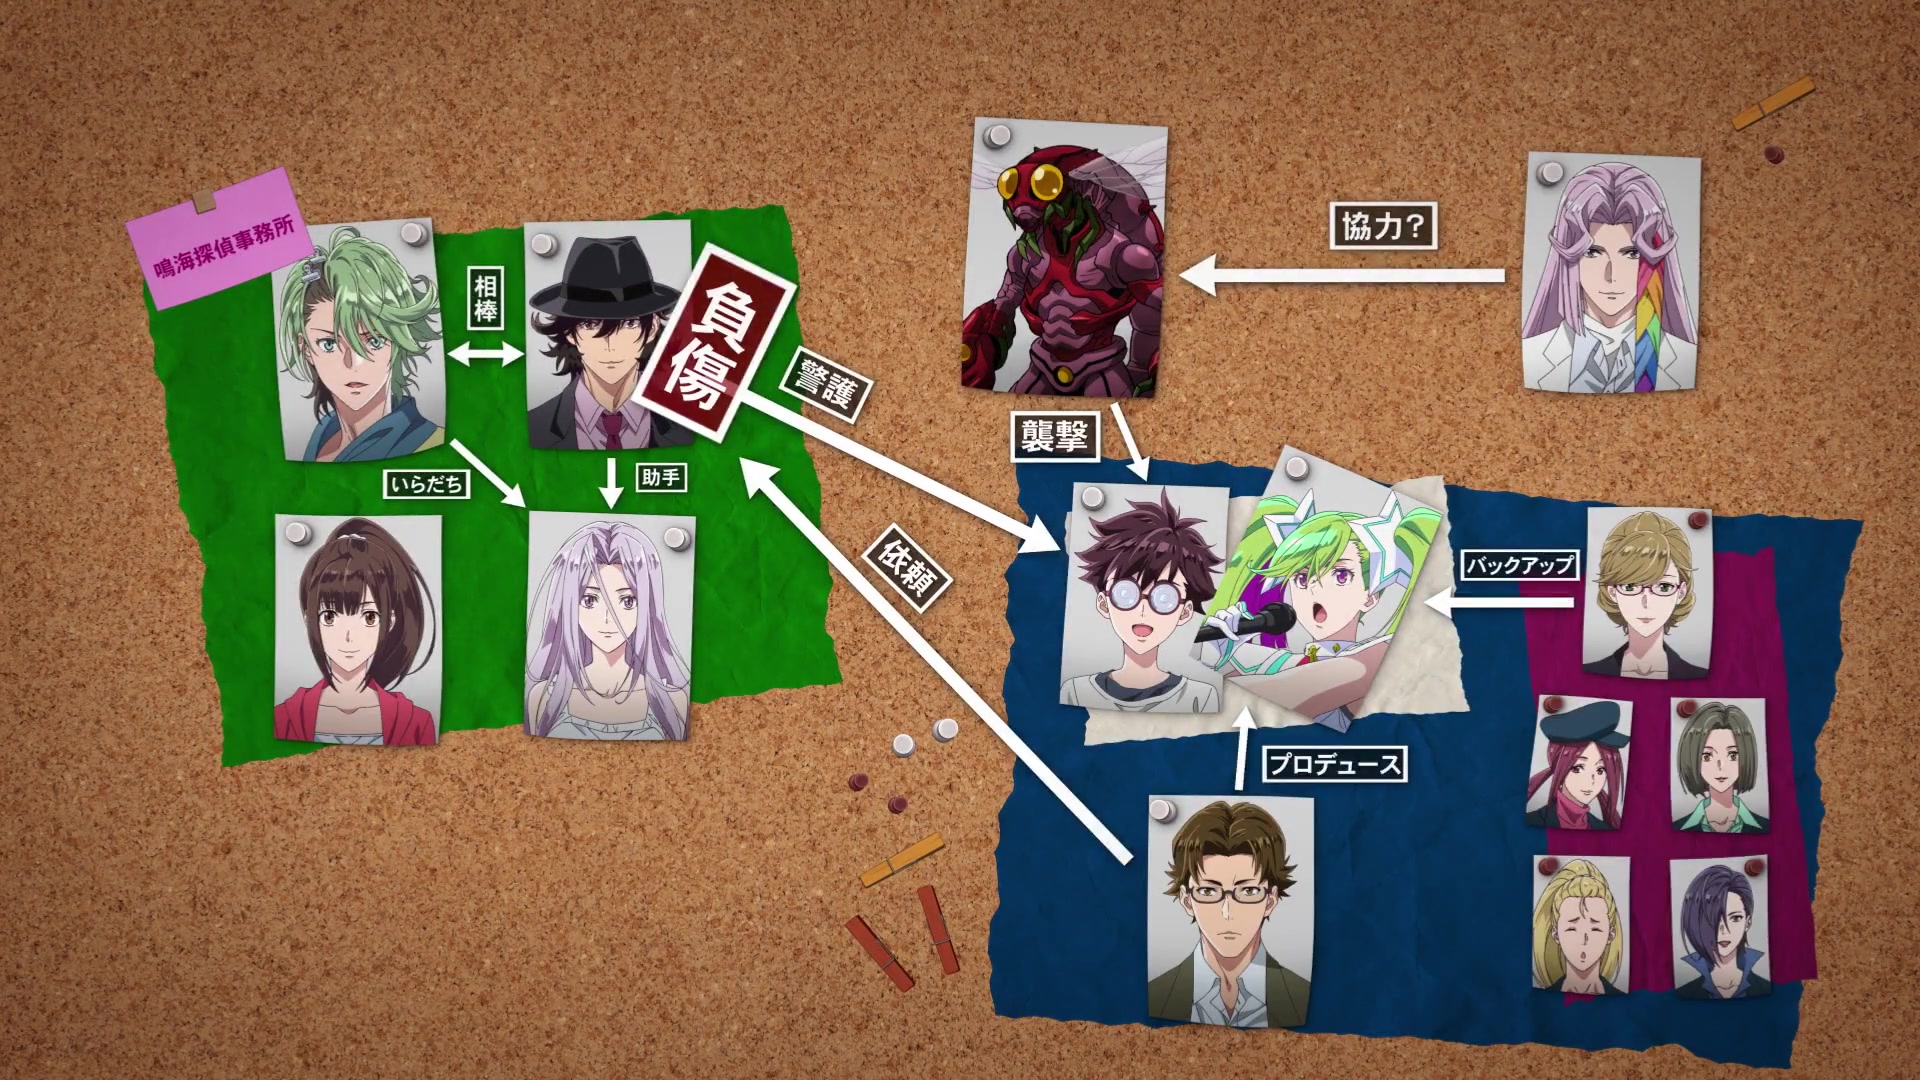 鳴海探偵事務所
相棒
負傷
いらだち
助手
警護
依頼
協力?
襲撃
バックアップ
プロデュース